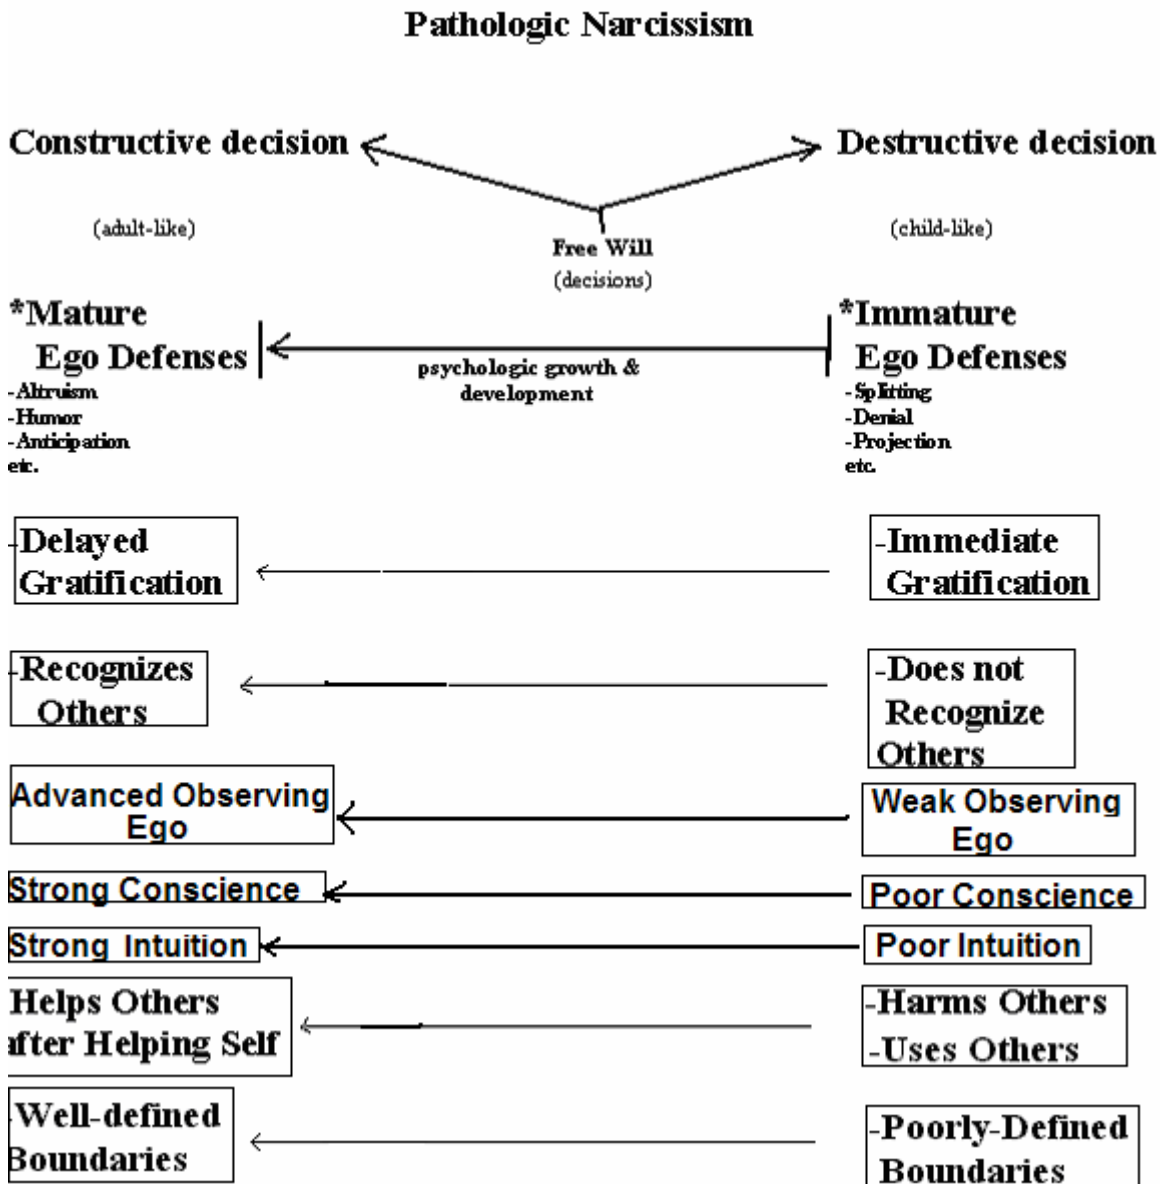 Pathologic Narcissism
Constructive decision
Destructive decision
(adult-like)
(child-like)
Free Will
(decisions)
*Mature
Ego Defenses
-Altruism
-Humor
-Anticipation
etc.
psychologic growth &
development
*Immature
Ego Defenses
-Splitting
-Denial
-Projection
etc.
-Delayed
Gratification
-Immediate
Gratification
-Recognizes
Others
-Does not
Recognize
Others
Advanced Observing
Ego
Weak Observing
Ego
Strong Conscience
Poor Conscience
Strong Intuition
Poor Intuition
Helps Others
after Helping Self
-Harms Others
-Uses Others
-Well-defined
Boundaries
-Poorly-Defined
Boundaries